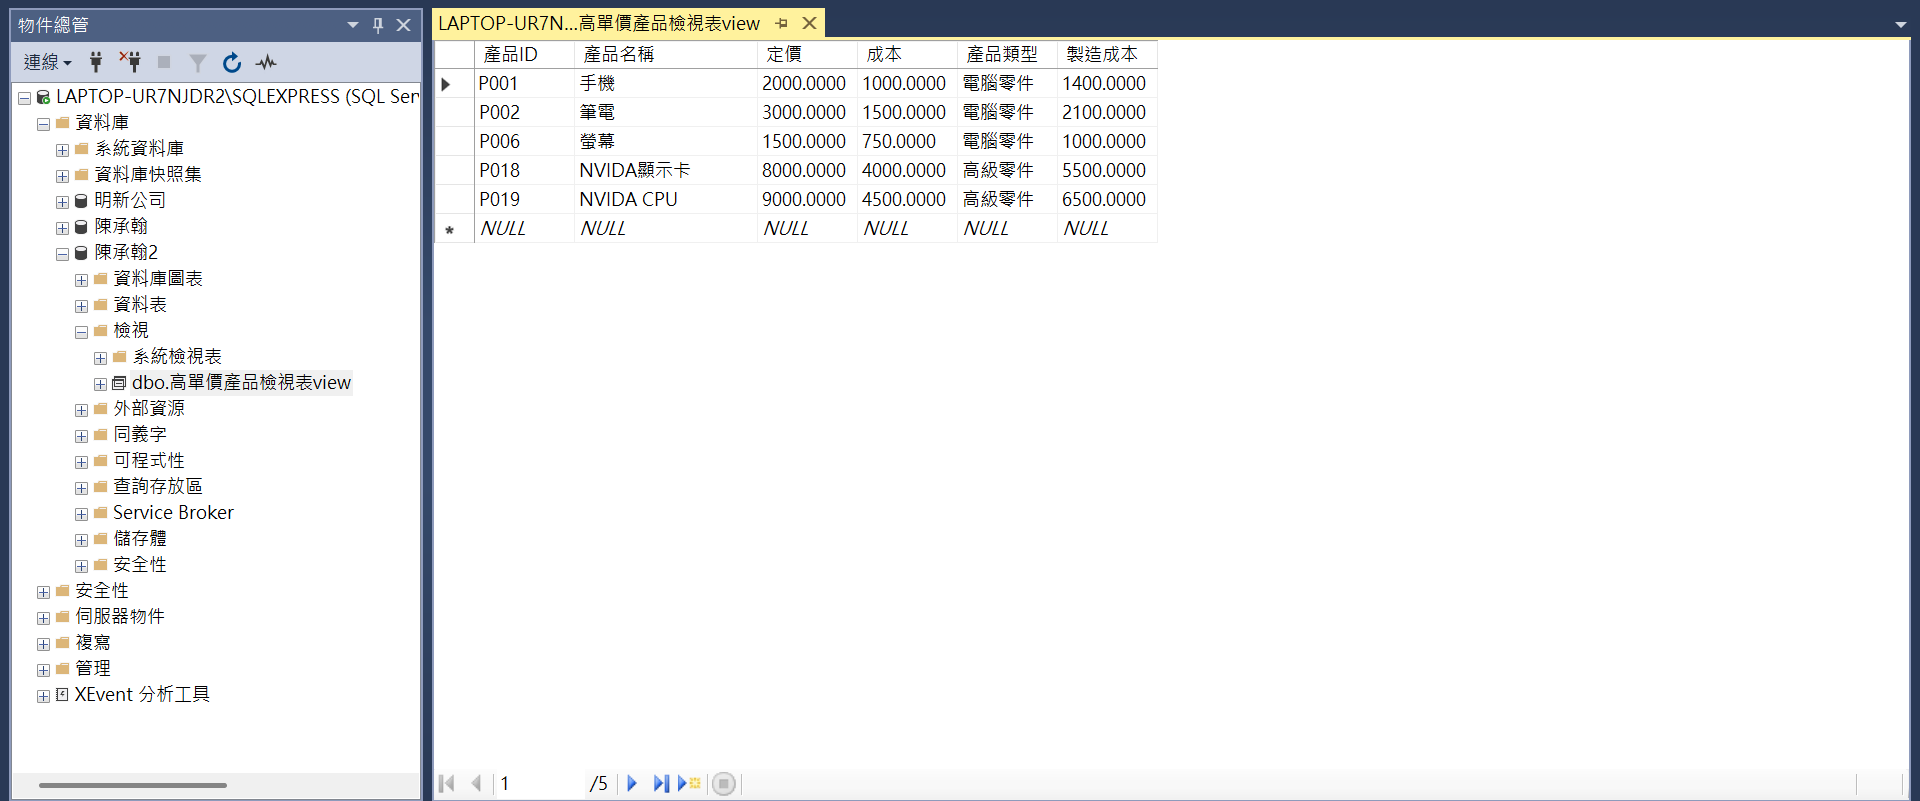 物件總管
連線
LAPTOP-UR7NJDR2\SQLEXPRESS (SQL Ser
資料庫
系統資料庫
資料庫快照集
明新公司
陳承翰
陳承翰2
資料庫圖表
資料表
檢視
系統檢視表
dbo.高單價產品檢視表view
外部資源
同義字
可程式性
查詢存放區
Service Broker
儲存體
安全性
安全性
伺服器物件
複寫
管理
XEvent 分析工具
LAPTOP-UR7N...高單價產品檢視表view
產品ID 產品名稱 定價 成本 產品類型 製造成本
P001 手機 2000.0000 1000.0000 電腦零件 1400.0000
P002 筆電 3000.0000 1500.0000 電腦零件 2100.0000
P006 螢幕 1500.0000 750.0000 電腦零件 1000.0000
P018 NVIDA顯示卡 8000.0000 4000.0000 高級零件 5500.0000
P019 NVIDA CPU 9000.0000 4500.0000 高級零件 6500.0000
NULL NULL NULL NULL NULL NULL
1 /5